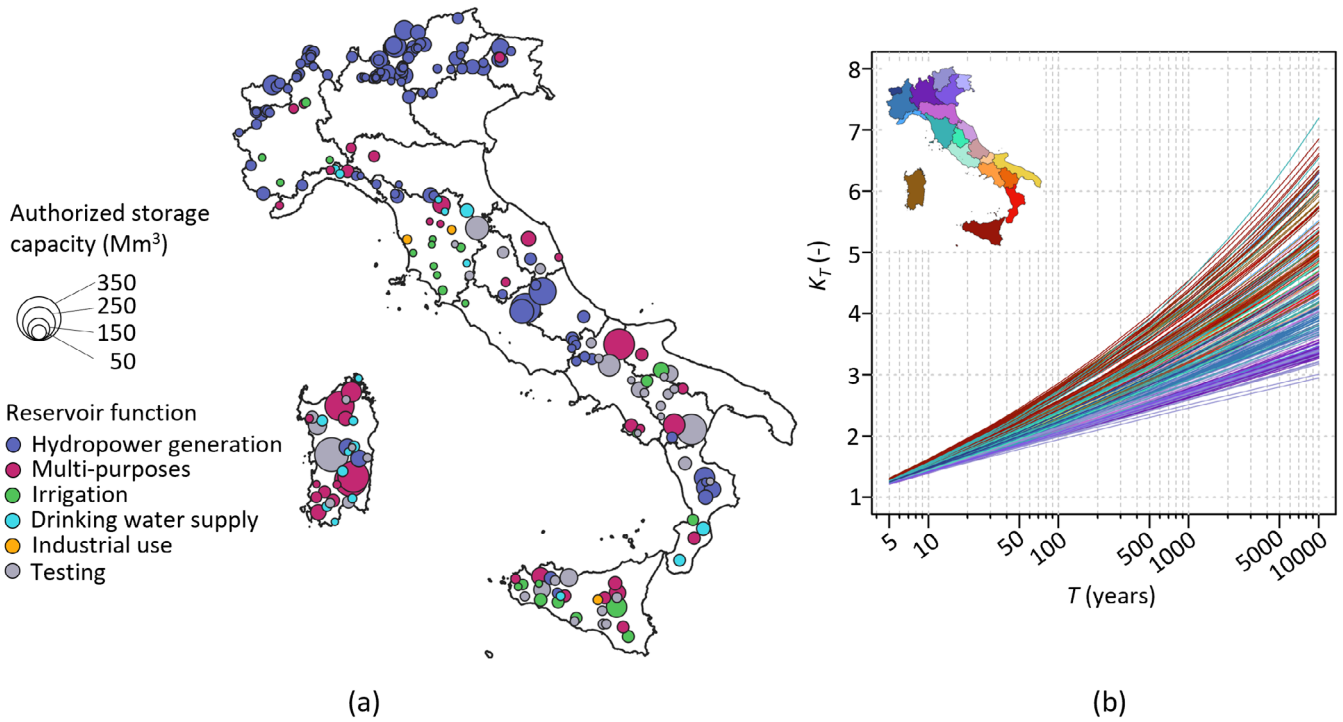 Authorized storage
capacity (Mm³)
350
250
150
50
Reservoir function
Hydropower generation
Multi-purposes
Irrigation
Drinking water supply
Industrial use
Testing
(a)
8
7
6
5
4
3
2
1
K_T (-)
5
10
50
100
500
1000
5000
10000
T (years)
(b)